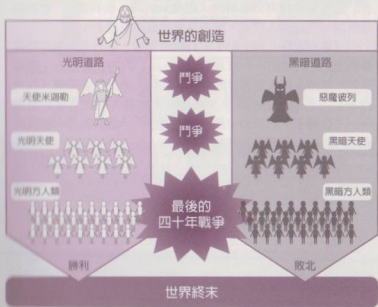 世界的創造
光明道路
黑暗道路
天使米迦勒
鬥爭
惡魔彼列
光明天使
鬥爭
黑暗天使
光明方人類
最後的
四十年戰爭
黑暗方人類
勝利
敗北
世界終末